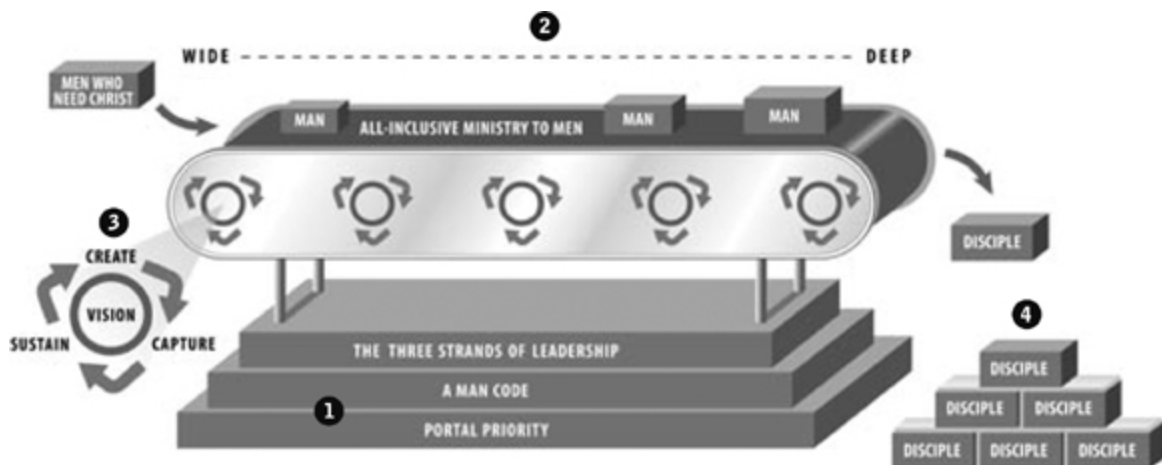 2
WIDE
DEEP
MEN WHO
NEED CHRIST
MAN
MAN
MAN
ALL-INCLUSIVE MINISTRY TO MEN
3
CREATE
VISION
SUSTAIN
CAPTURE
DISCIPLE
THE THREE STRANDS OF LEADERSHIP
A MAN CODE
1
PORTAL PRIORITY
4
DISCIPLE
DISCIPLE
DISCIPLE
DISCIPLE
DISCIPLE
DISCIPLE